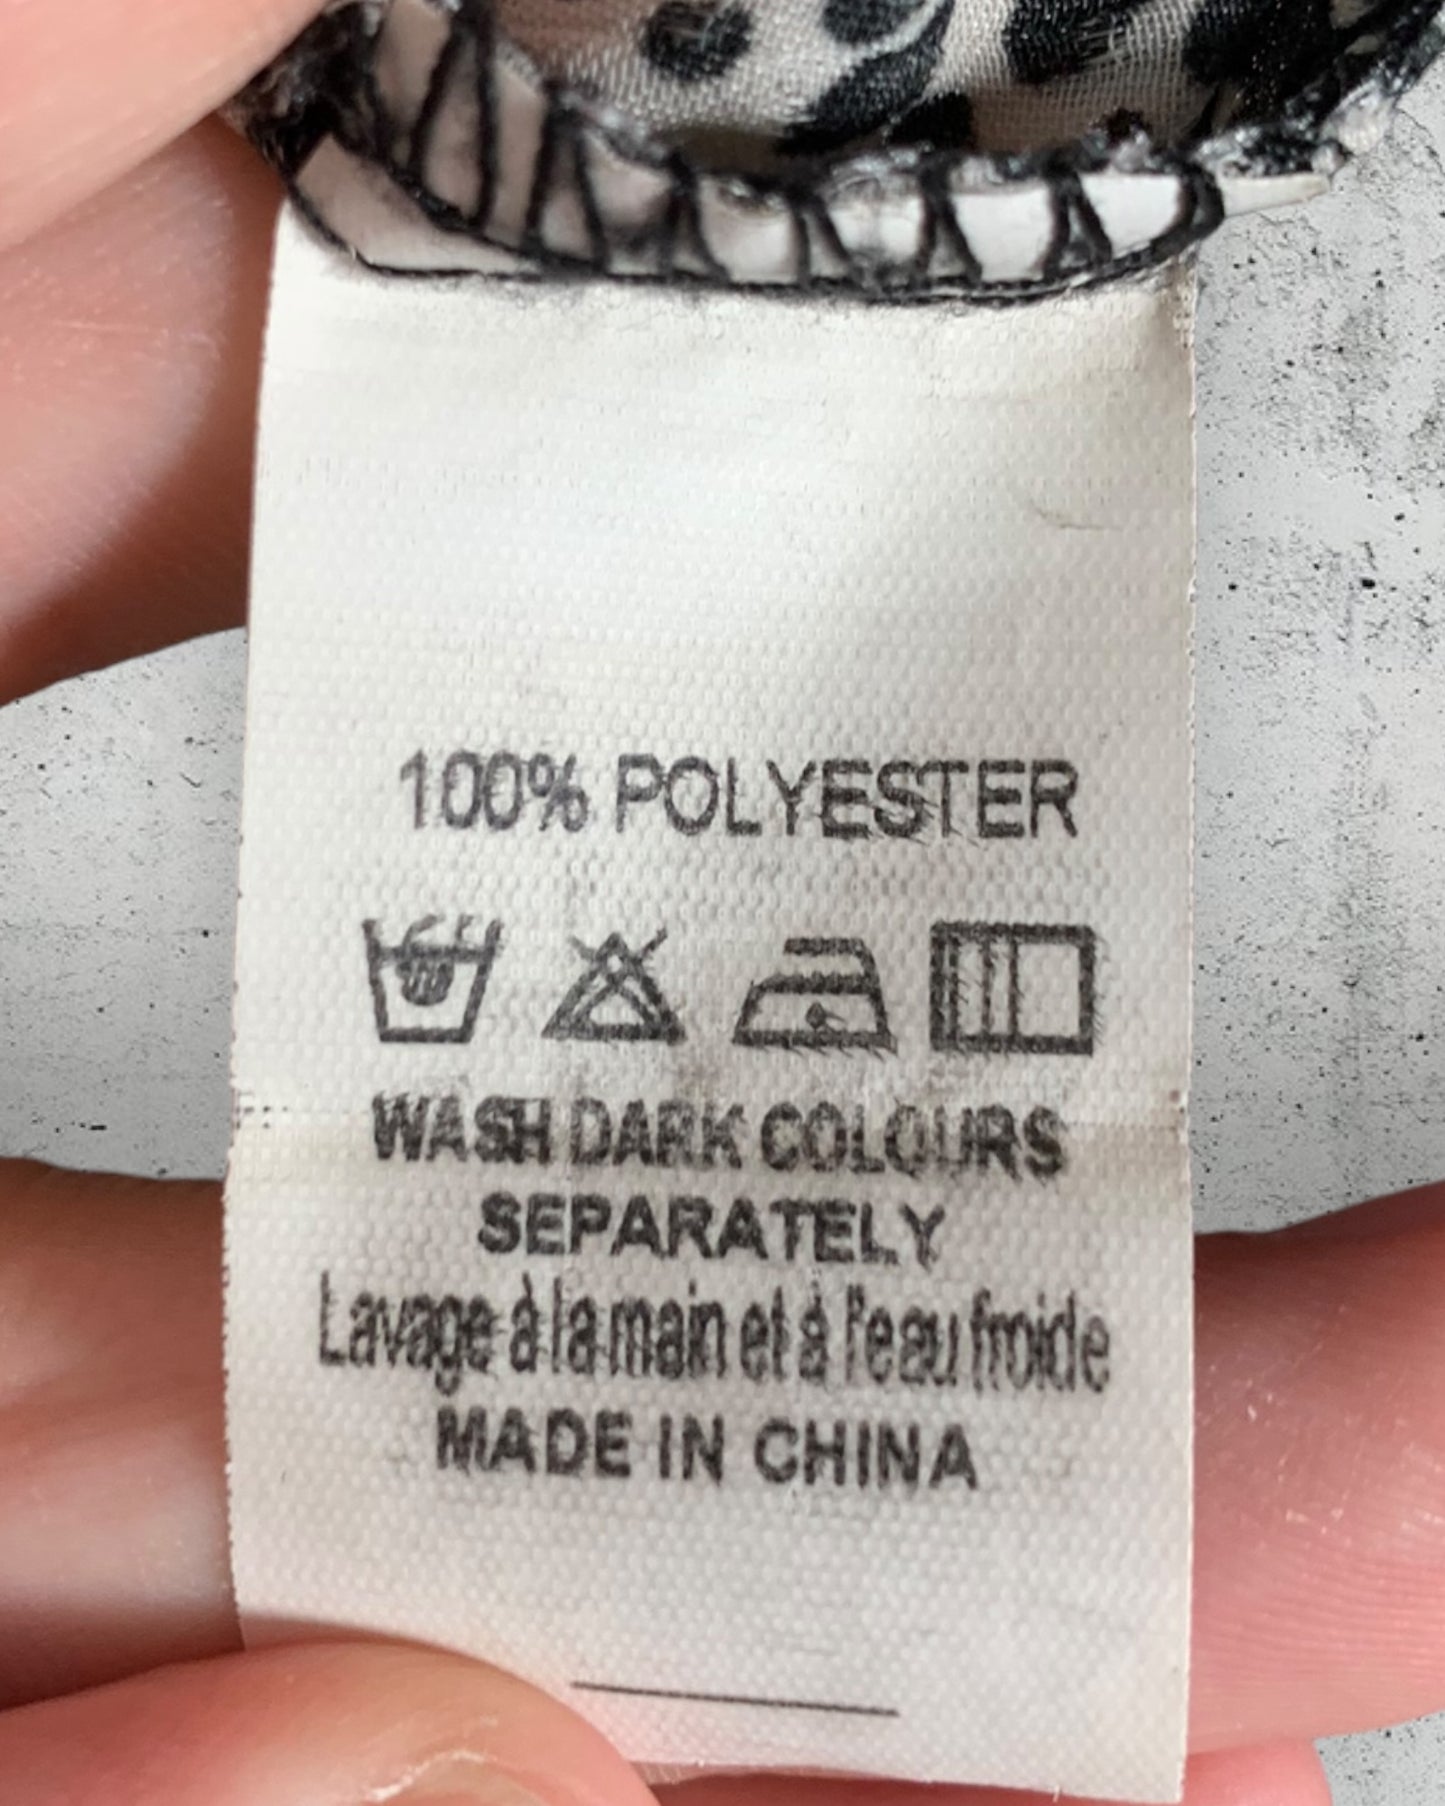 100% POLYESTER
WASH DARK COLOURS
SEPARATELY
Lavage à la main et à l'eau froide
MADE IN CHINA